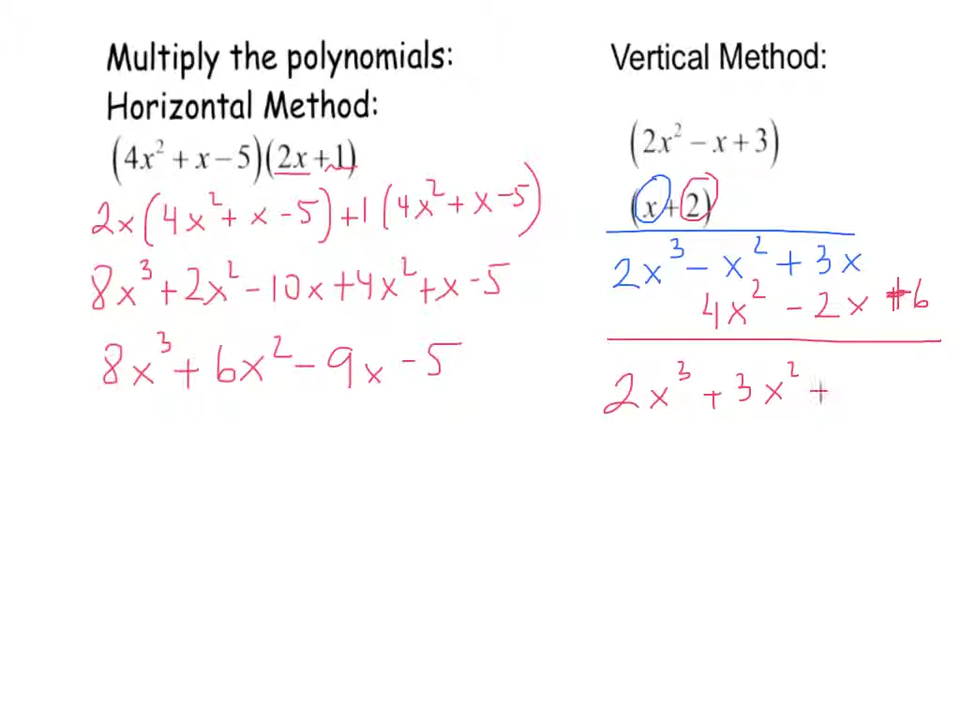 Multiply the polynomials:
Horizontal Method:
(4x² + x − 5)(2x + 1)
2x(4x² + x − 5) + 1(4x² + x − 5)
8x³ + 2x² − 10x + 4x² + x − 5
8x³ + 6x² − 9x − 5
Vertical Method:
(2x² − x + 3)
(x + 2)
2x³ − x² + 3x
4x² − 2x + 6
2x³ + 3x² +